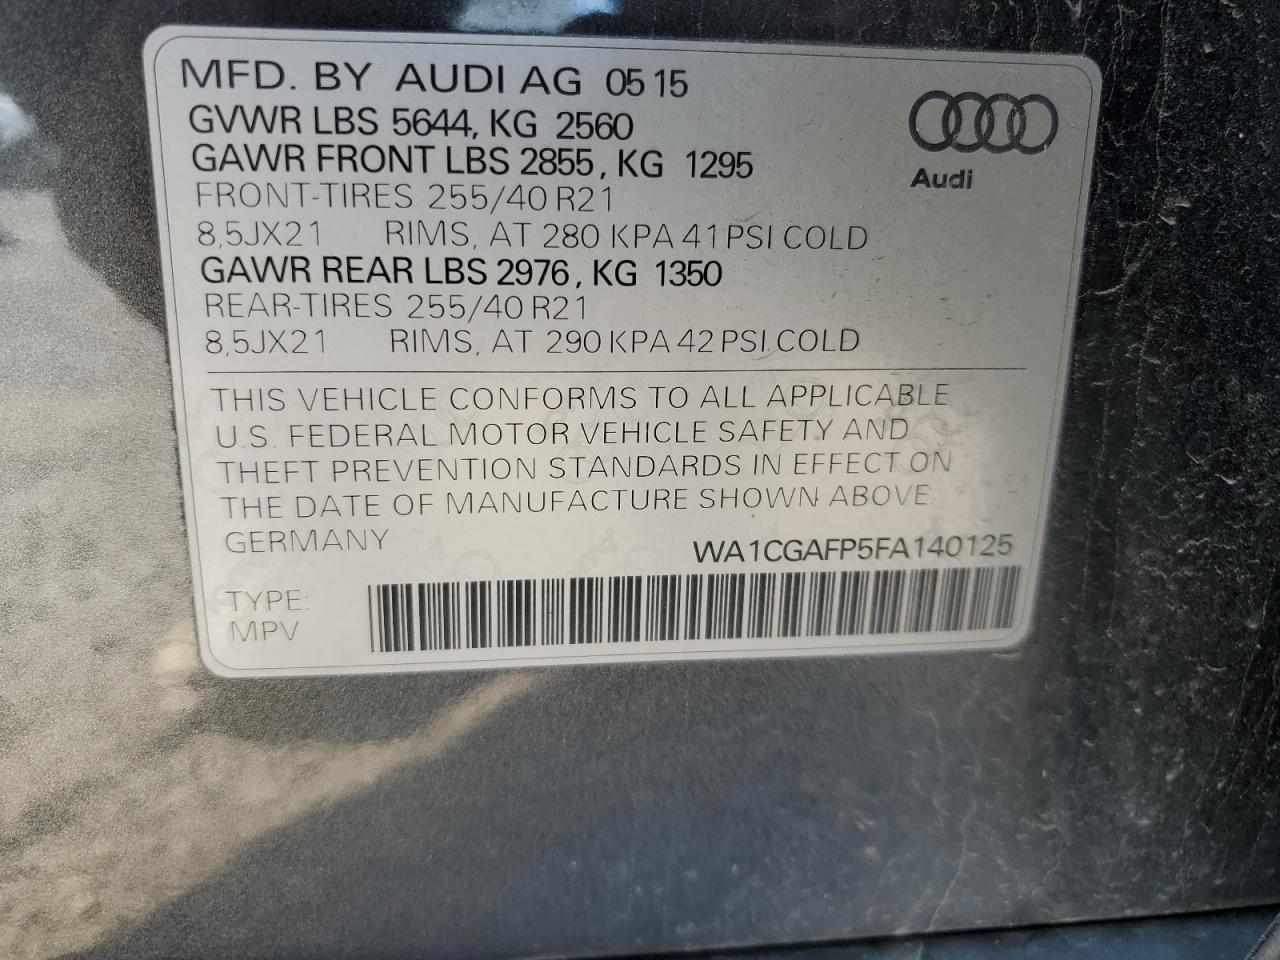 MFD. BY AUDI AG 05 15
GVWR LBS 5644, KG 2560
GAWR FRONT LBS 2855, KG 1295
FRONT-TIRES 255/40 R21
8,5JX21 RIMS, AT 280 KPA 41 PSI COLD
GAWR REAR LBS 2976, KG 1350
REAR-TIRES 255/40 R21
8,5JX21 RIMS, AT 290 KPA 42 PSI COLD
Audi
THIS VEHICLE CONFORMS TO ALL APPLICABLE
U.S. FEDERAL MOTOR VEHICLE SAFETY AND
THEFT PREVENTION STANDARDS IN EFFECT ON
THE DATE OF MANUFACTURE SHOWN ABOVE.
GERMANY
WA1CGAFP5FA140125
TYPE:
MPV